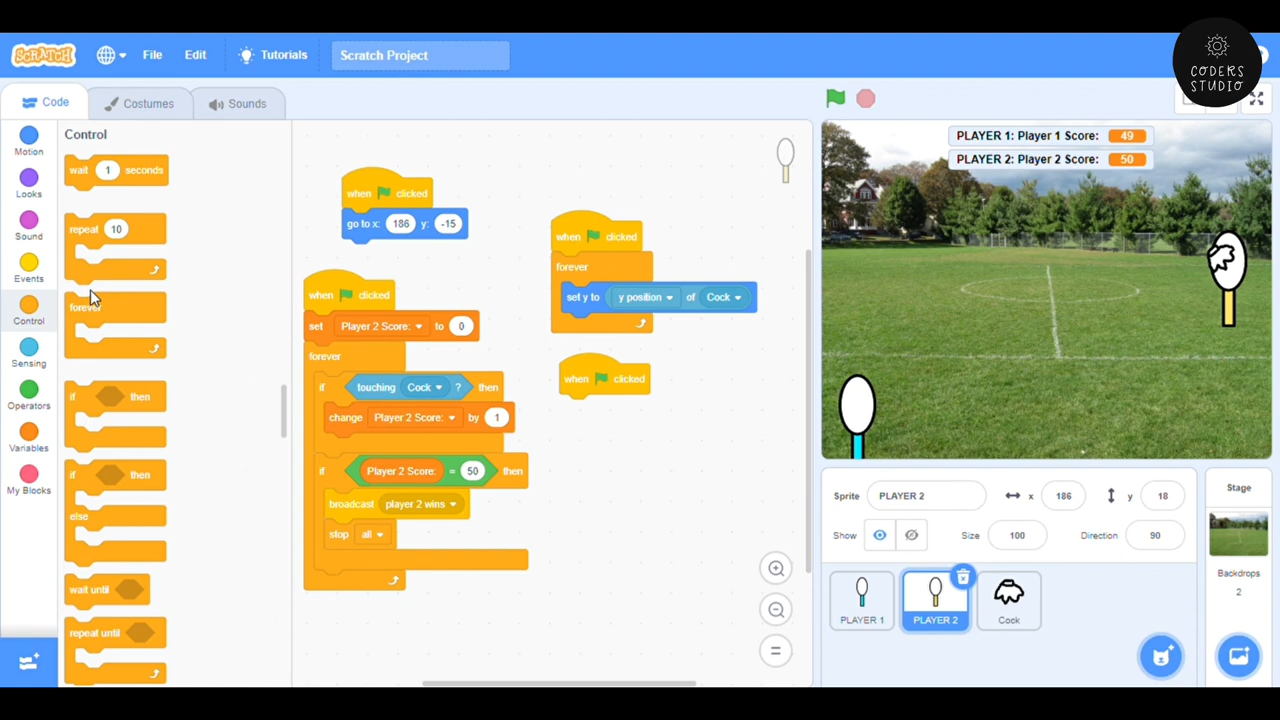 SCRATCH
File
Edit
Tutorials
Scratch Project
CODERS
STUDIO
Code
Costumes
Sounds
Motion
Looks
Sound
Events
Control
Sensing
Operators
Variables
My Blocks
Control
wait 1 seconds
repeat 10
forever
if then
if then
else
wait until
repeat until
when clicked
go to x: 186 y: -15
when clicked
set Player 2 Score: to 0
forever
if touching Cock ? then
change Player 2 Score: by 1
if Player 2 Score: = 50 then
broadcast player 2 wins
stop all
when clicked
forever
set y to y position of Cock
when clicked
PLAYER 1: Player 1 Score: 49
PLAYER 2: Player 2 Score: 50
Sprite PLAYER 2 x 186 y 18
Show Size 100 Direction 90
PLAYER 1
PLAYER 2
Cock
Stage
Backdrops
2